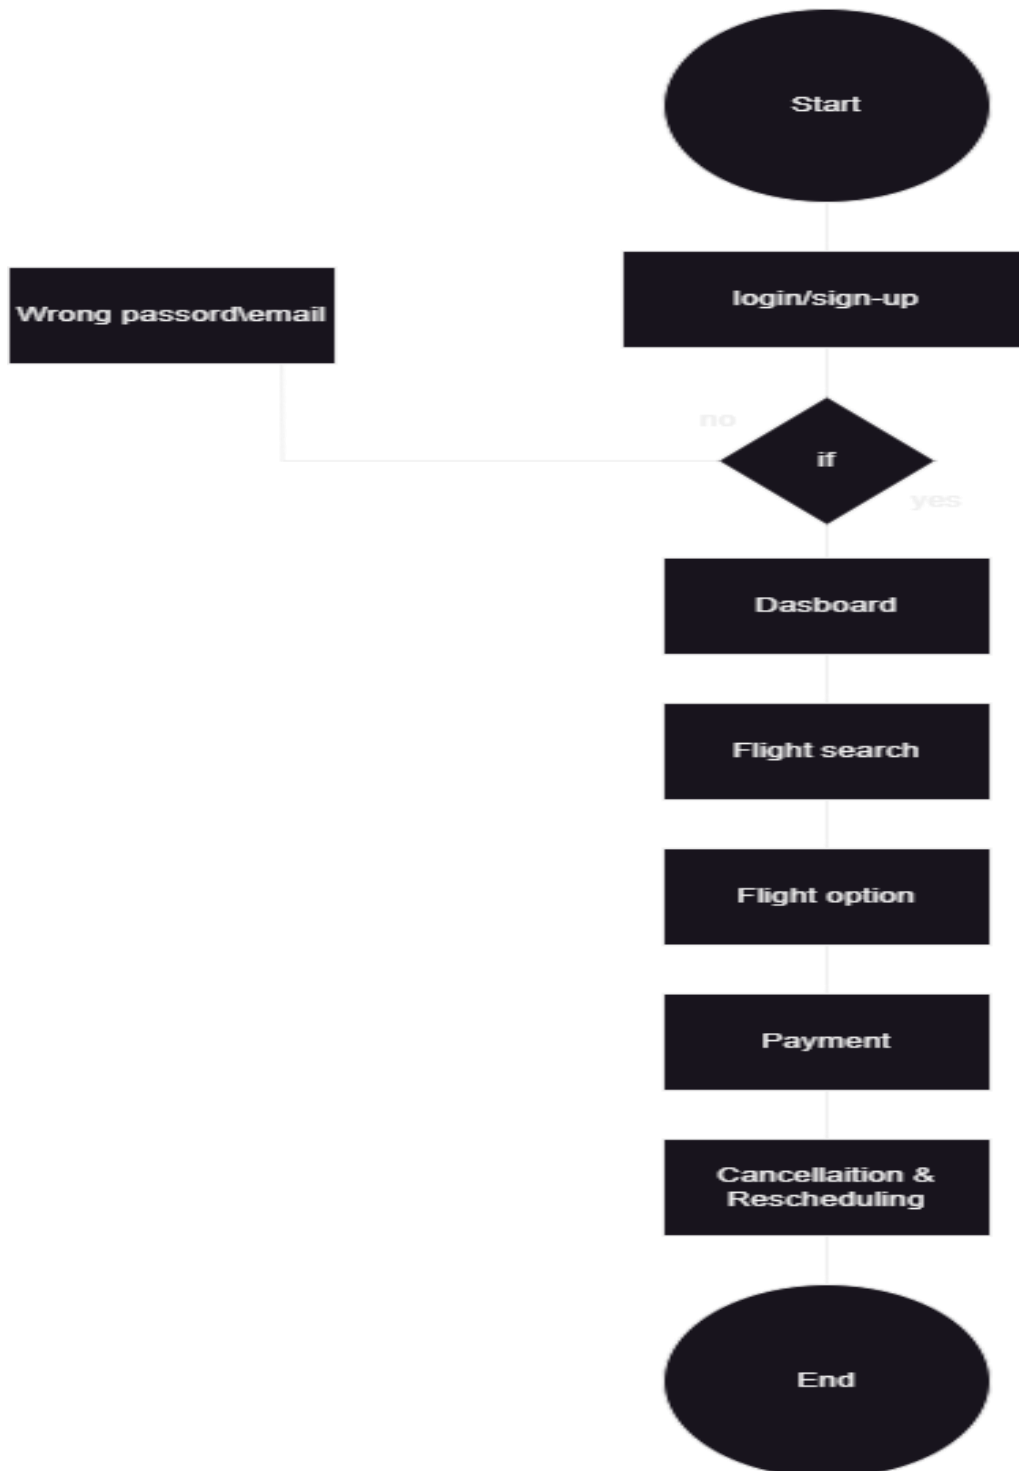 Start
login/sign-up
Wrong passord\email
no
if
yes
Dasboard
Flight search
Flight option
Payment
Cancellaition &
Rescheduling
End